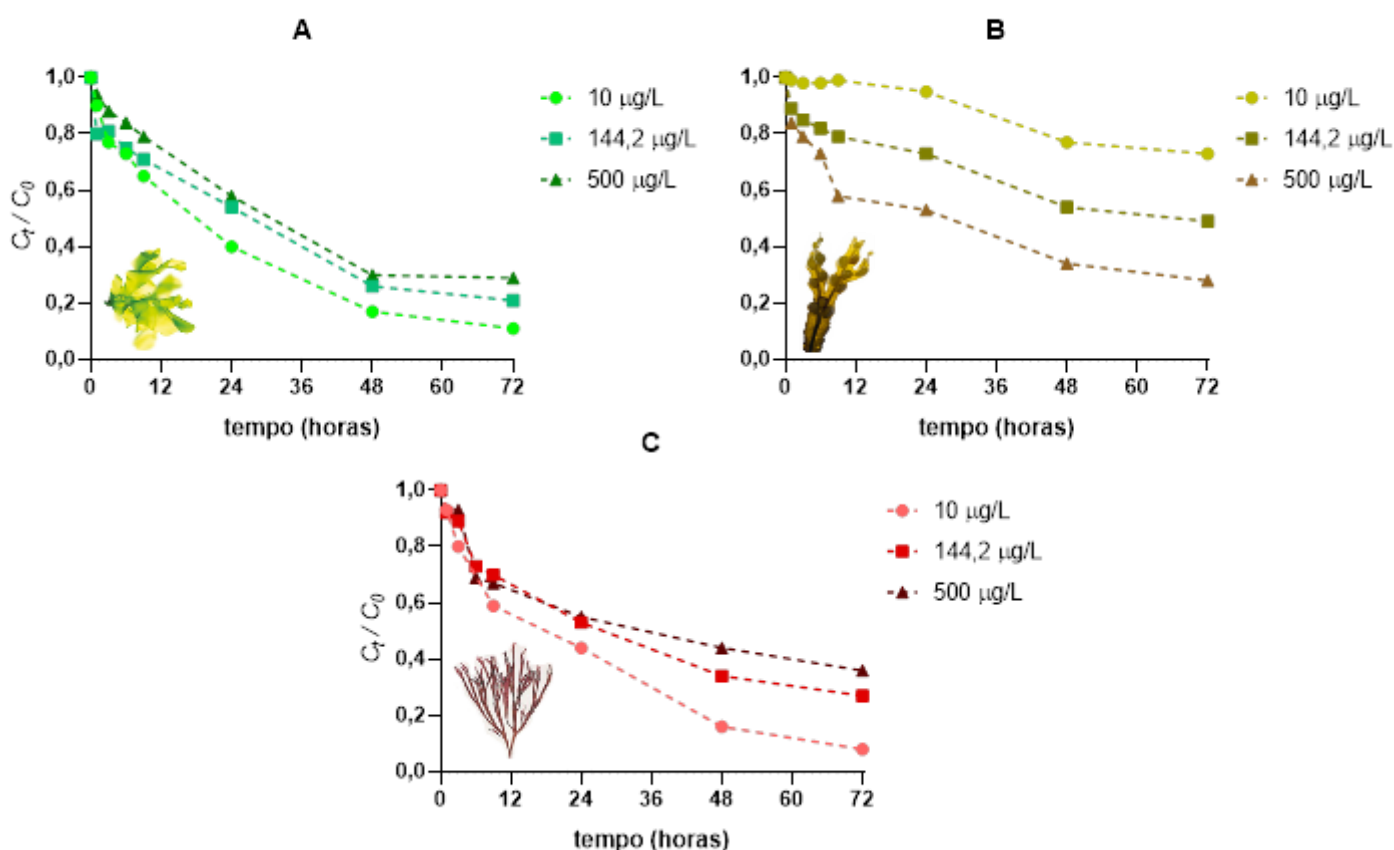 A
1,0
0,8
0,6
0,4
0,2
0,0
C_t / C_0
0 12 24 36 48 60 72
tempo (horas)
10 µg/L
144,2 µg/L
500 µg/L
B
1,0
0,8
0,6
0,4
0,2
0,0
0 12 24 36 48 60 72
tempo (horas)
10 µg/L
144,2 µg/L
500 µg/L
C
1,0
0,8
0,6
0,4
0,2
0,0
C_t / C_0
0 12 24 36 48 60 72
tempo (horas)
10 µg/L
144,2 µg/L
500 µg/L